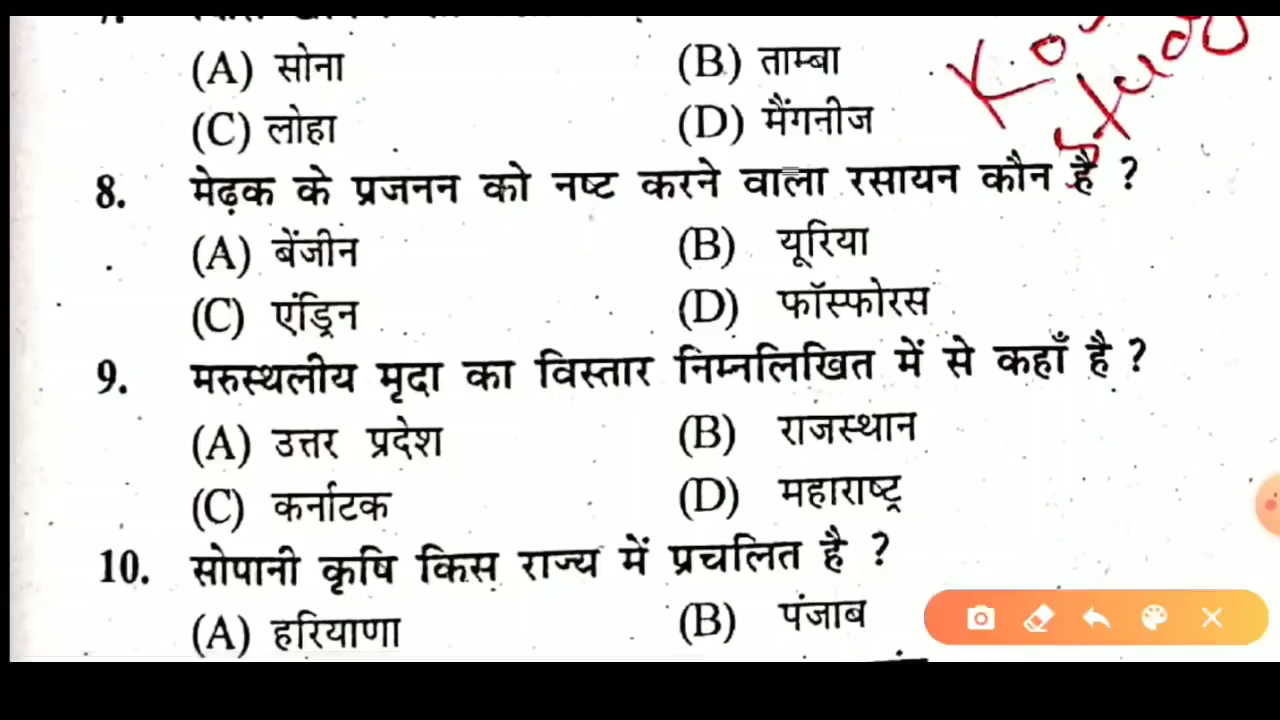 (A) सोना (B) ताम्बा
(C) लोहा (D) मैंगनीज
8. मेढ़क के प्रजनन को नष्ट करने वाला रसायन कौन है ?
(A) बेंजीन (B) यूरिया
(C) एंड्रिन (D) फॉस्फोरस
9. मरुस्थलीय मृदा का विस्तार निम्नलिखित में से कहाँ है ?
(A) उत्तर प्रदेश (B) राजस्थान
(C) कर्नाटक (D) महाराष्ट्र
10. सोपानी कृषि किस राज्य में प्रचलित है ?
(A) हरियाणा (B) पंजाब